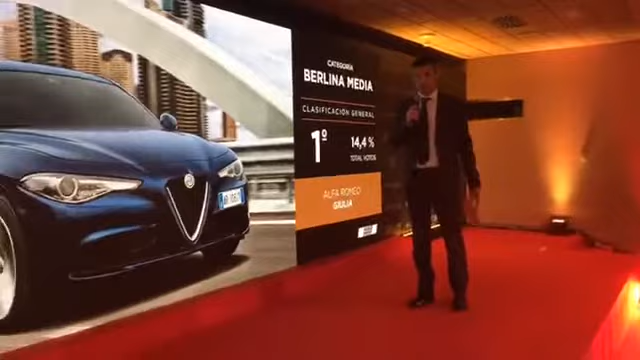 CATEGORÍA
BERLINA MEDIA
CLASIFICACIÓN GENERAL
1º
14,4 %
TOTAL VOTOS
ALFA ROMEO
GIULIA